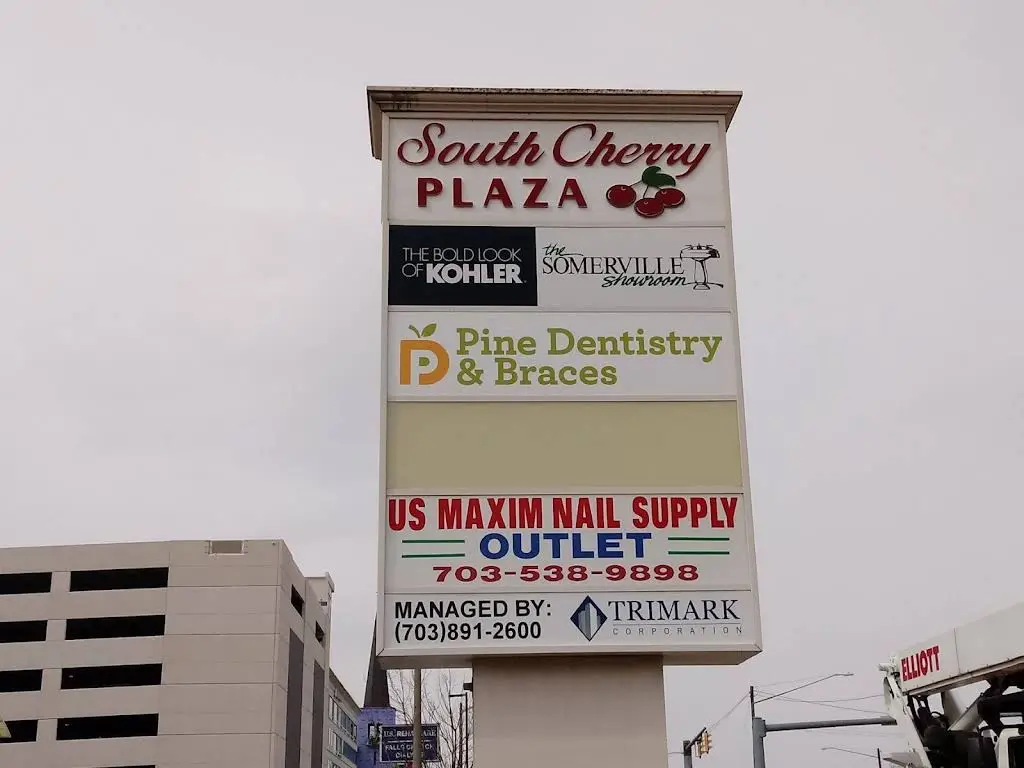 South Cherry
PLAZA
THE BOLD LOOK
OF KOHLER.
the
SOMERVILLE
showroom
Pine Dentistry
& Braces
US MAXIM NAIL SUPPLY
OUTLET
703-538-9898
MANAGED BY:
(703)891-2600
TRIMARK
CORPORATION
ELLIOTT